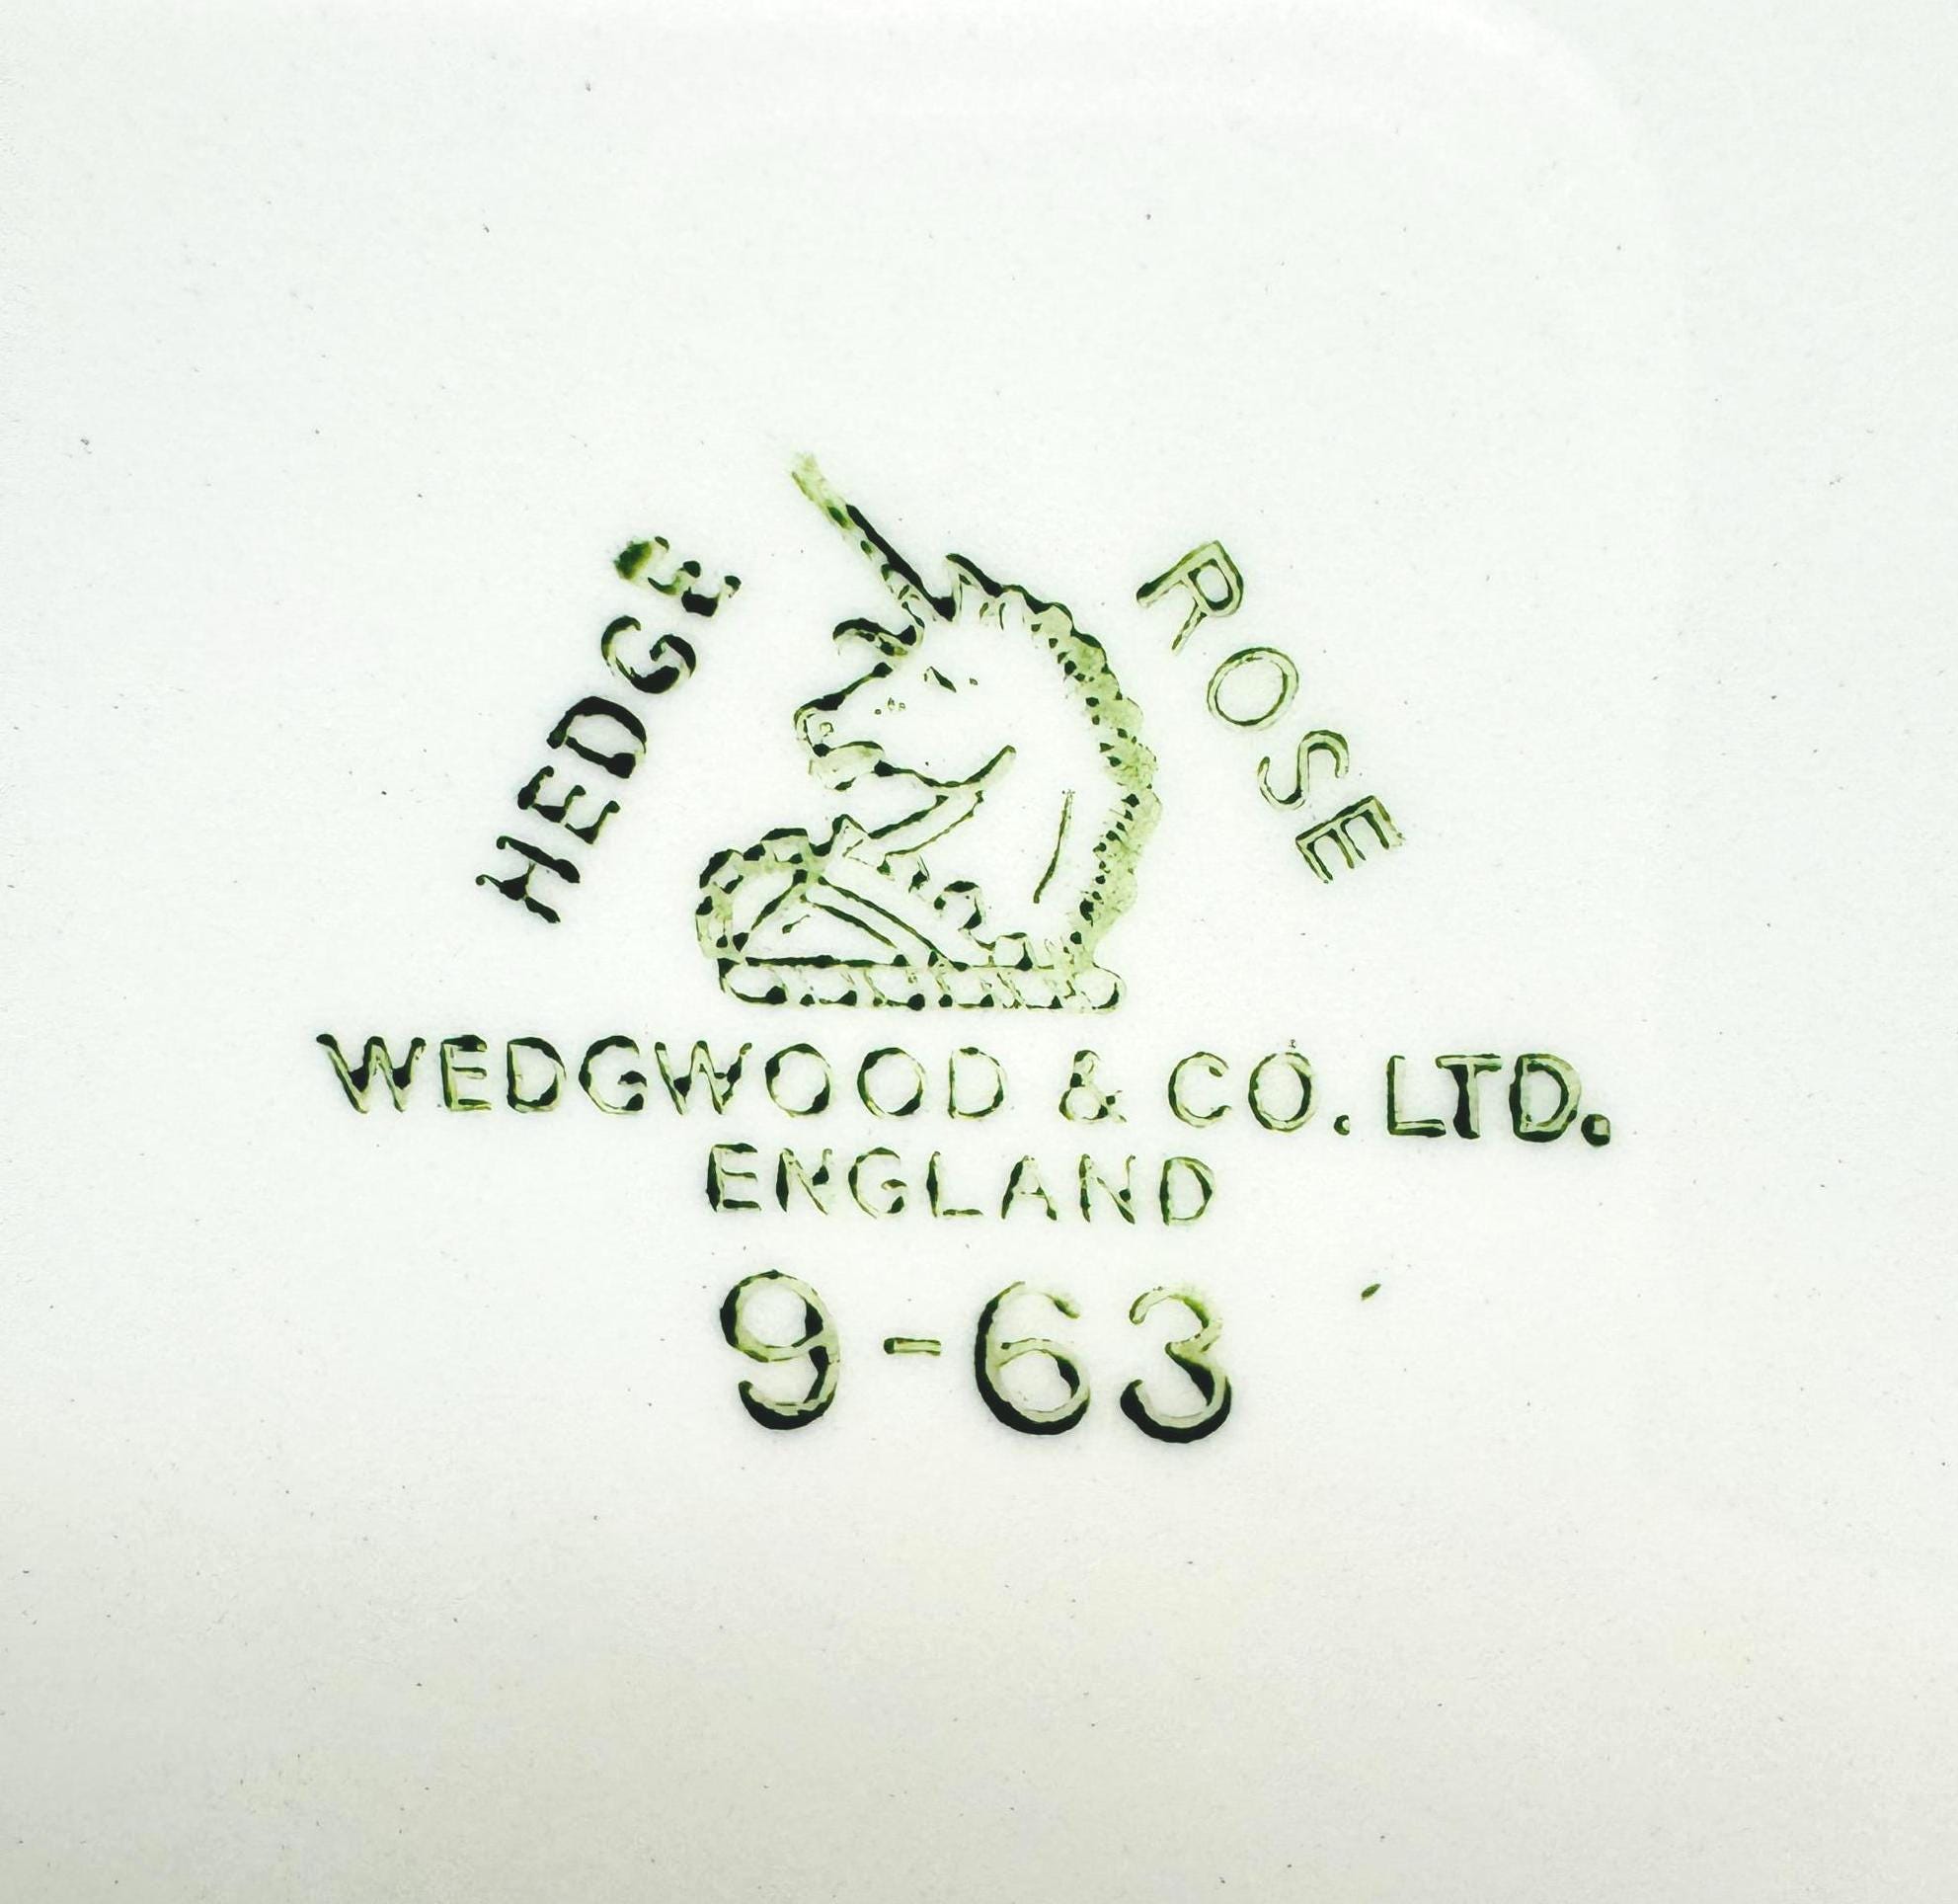 HEDGE ROSE
WEDGWOOD & CO. LTD.
ENGLAND
9-63